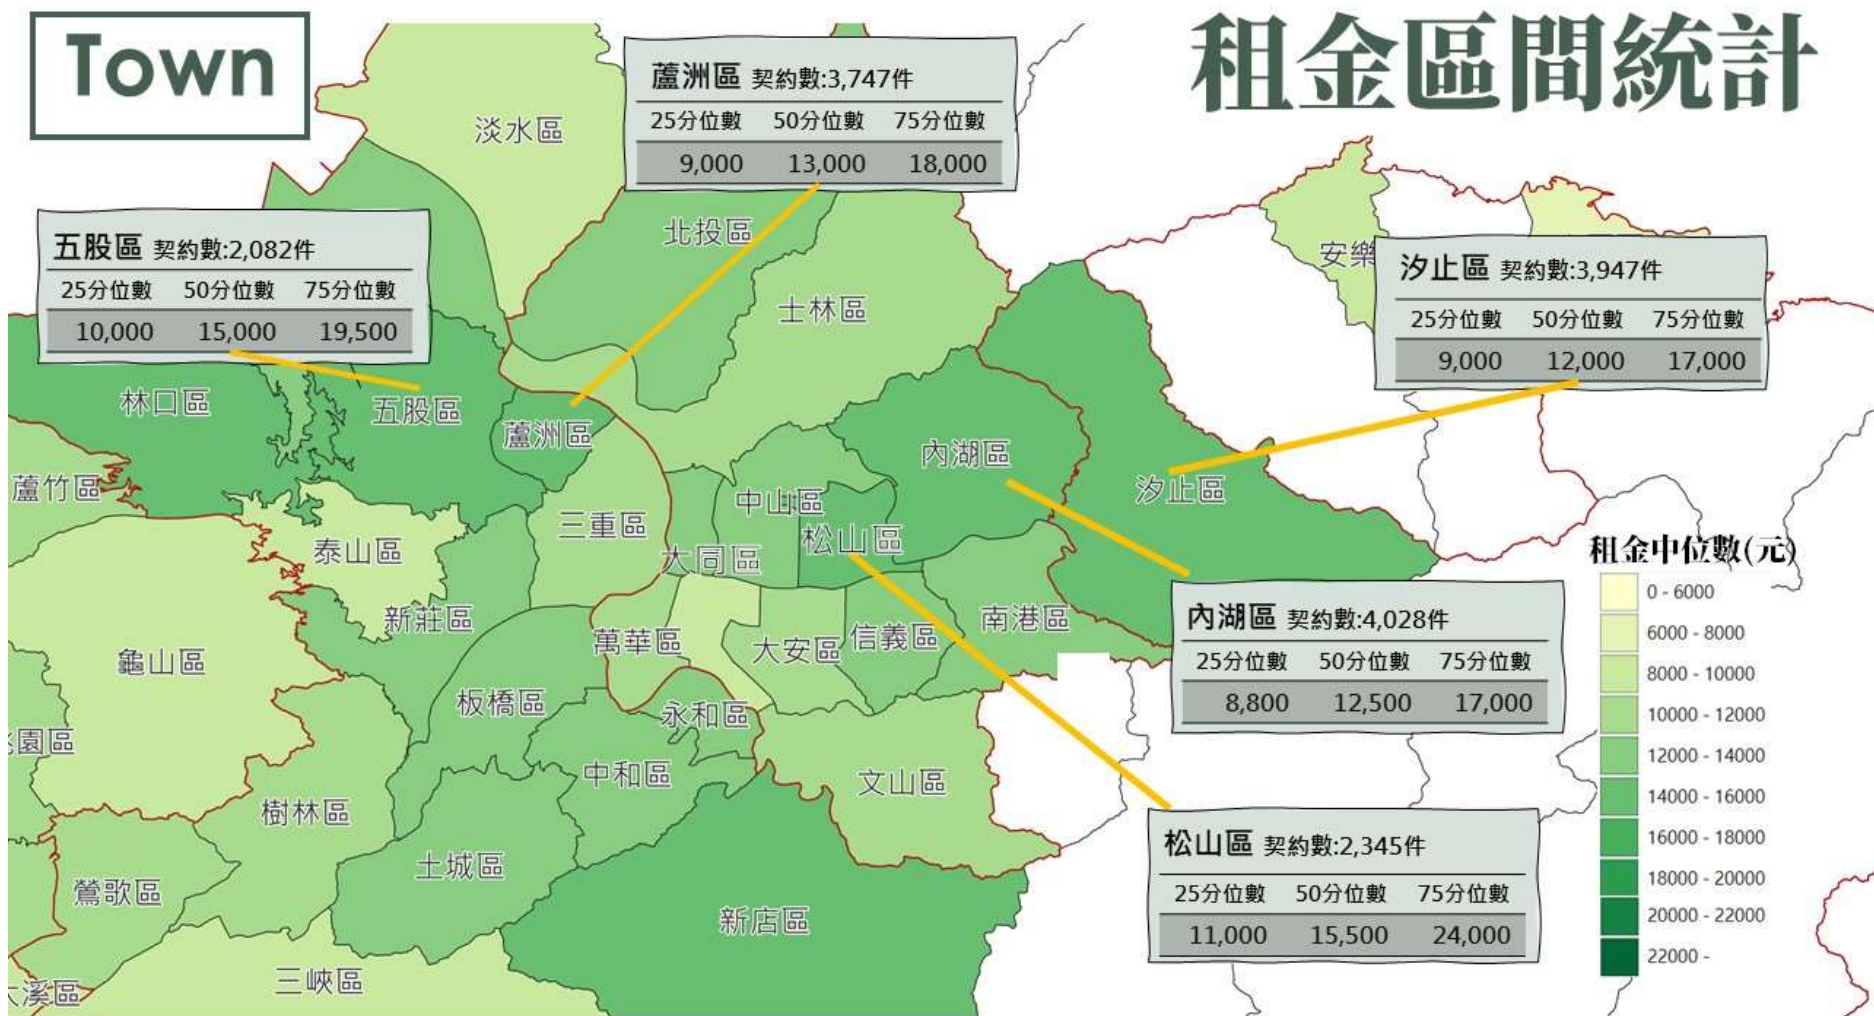 Town
租金區間統計
蘆洲區 契約數:3,747件
25分位數 50分位數 75分位數
9,000 13,000 18,000
淡水區
北投區
五股區 契約數:2,082件
25分位數 50分位數 75分位數
10,000 15,000 19,500
士林區
安樂
汐止區 契約數:3,947件
25分位數 50分位數 75分位數
9,000 12,000 17,000
林口區
五股區
蘆洲區
內湖區
蘆竹區
中山區
汐止區
三重區
松山區
泰山區
大同區
租金中位數(元)
0 - 6000
6000 - 8000
8000 - 10000
10000 - 12000
12000 - 14000
14000 - 16000
16000 - 18000
18000 - 20000
20000 - 22000
22000 -
新莊區
萬華區
大安區
信義區
南港區
內湖區 契約數:4,028件
25分位數 50分位數 75分位數
8,800 12,500 17,000
龜山區
板橋區
永和區
園區
中和區
文山區
樹林區
松山區 契約數:2,345件
25分位數 50分位數 75分位數
11,000 15,500 24,000
土城區
鶯歌區
新店區
三峽區
溪區